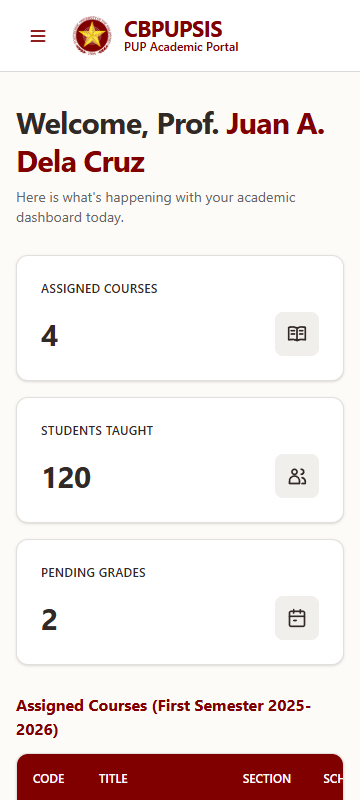 CBPUPSIS
PUP Academic Portal
Welcome, Prof. Juan A.
Dela Cruz
Here is what's happening with your academic
dashboard today.
ASSIGNED COURSES
4
STUDENTS TAUGHT
120
PENDING GRADES
2
Assigned Courses (First Semester 2025-
2026)
CODE TITLE SECTION SCH